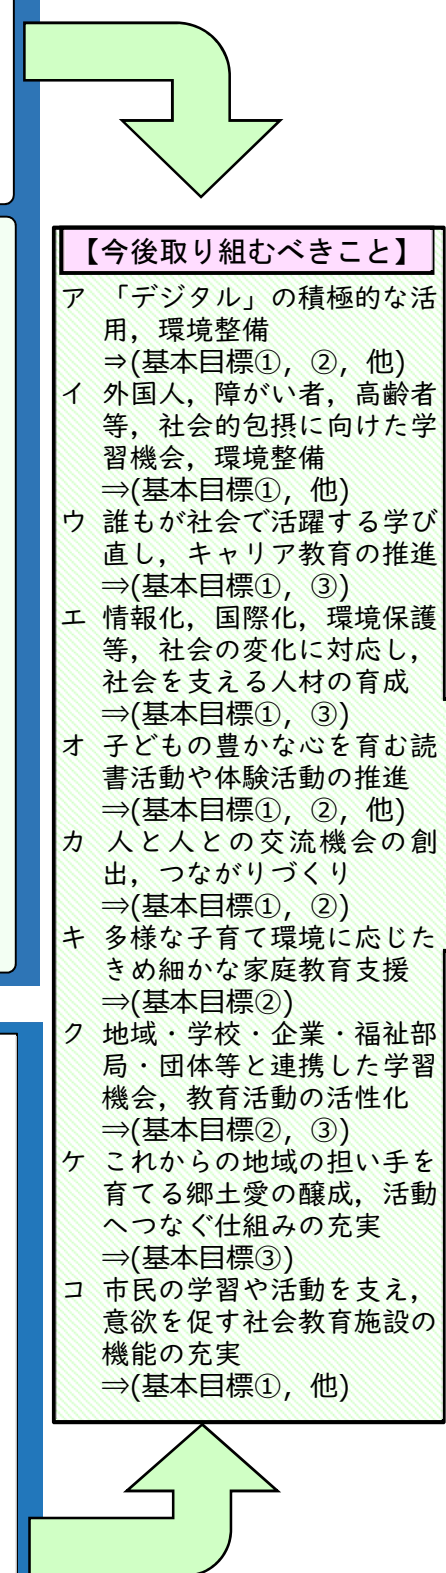 【今後取り組むべきこと】
ア 「デジタル」の積極的な活
用，環境整備
⇒(基本目標①，②，他)
イ 外国人，障がい者，高齢者
等，社会的包摂に向けた学
習機会，環境整備
⇒(基本目標①，他)
ウ 誰もが社会で活躍する学び
直し，キャリア教育の推進
⇒(基本目標①，③)
エ 情報化，国際化，環境保護
等，社会の変化に対応し，
社会を支える人材の育成
⇒(基本目標①，③)
オ 子どもの豊かな心を育む読
書活動や体験活動の推進
⇒(基本目標①，②，他)
カ 人と人との交流機会の創
出，つながりづくり
⇒(基本目標①，②)
キ 多様な子育て環境に応じた
きめ細かな家庭教育支援
⇒(基本目標②)
ク 地域・学校・企業・福祉部
局・団体等と連携した学習
機会，教育活動の活性化
⇒(基本目標②，③)
ケ これからの地域の担い手を
育てる郷土愛の醸成，活動
へつなぐ仕組みの充実
⇒(基本目標③)
コ 市民の学習や活動を支え，
意欲を促す社会教育施設の
機能の充実
⇒(基本目標①，他)